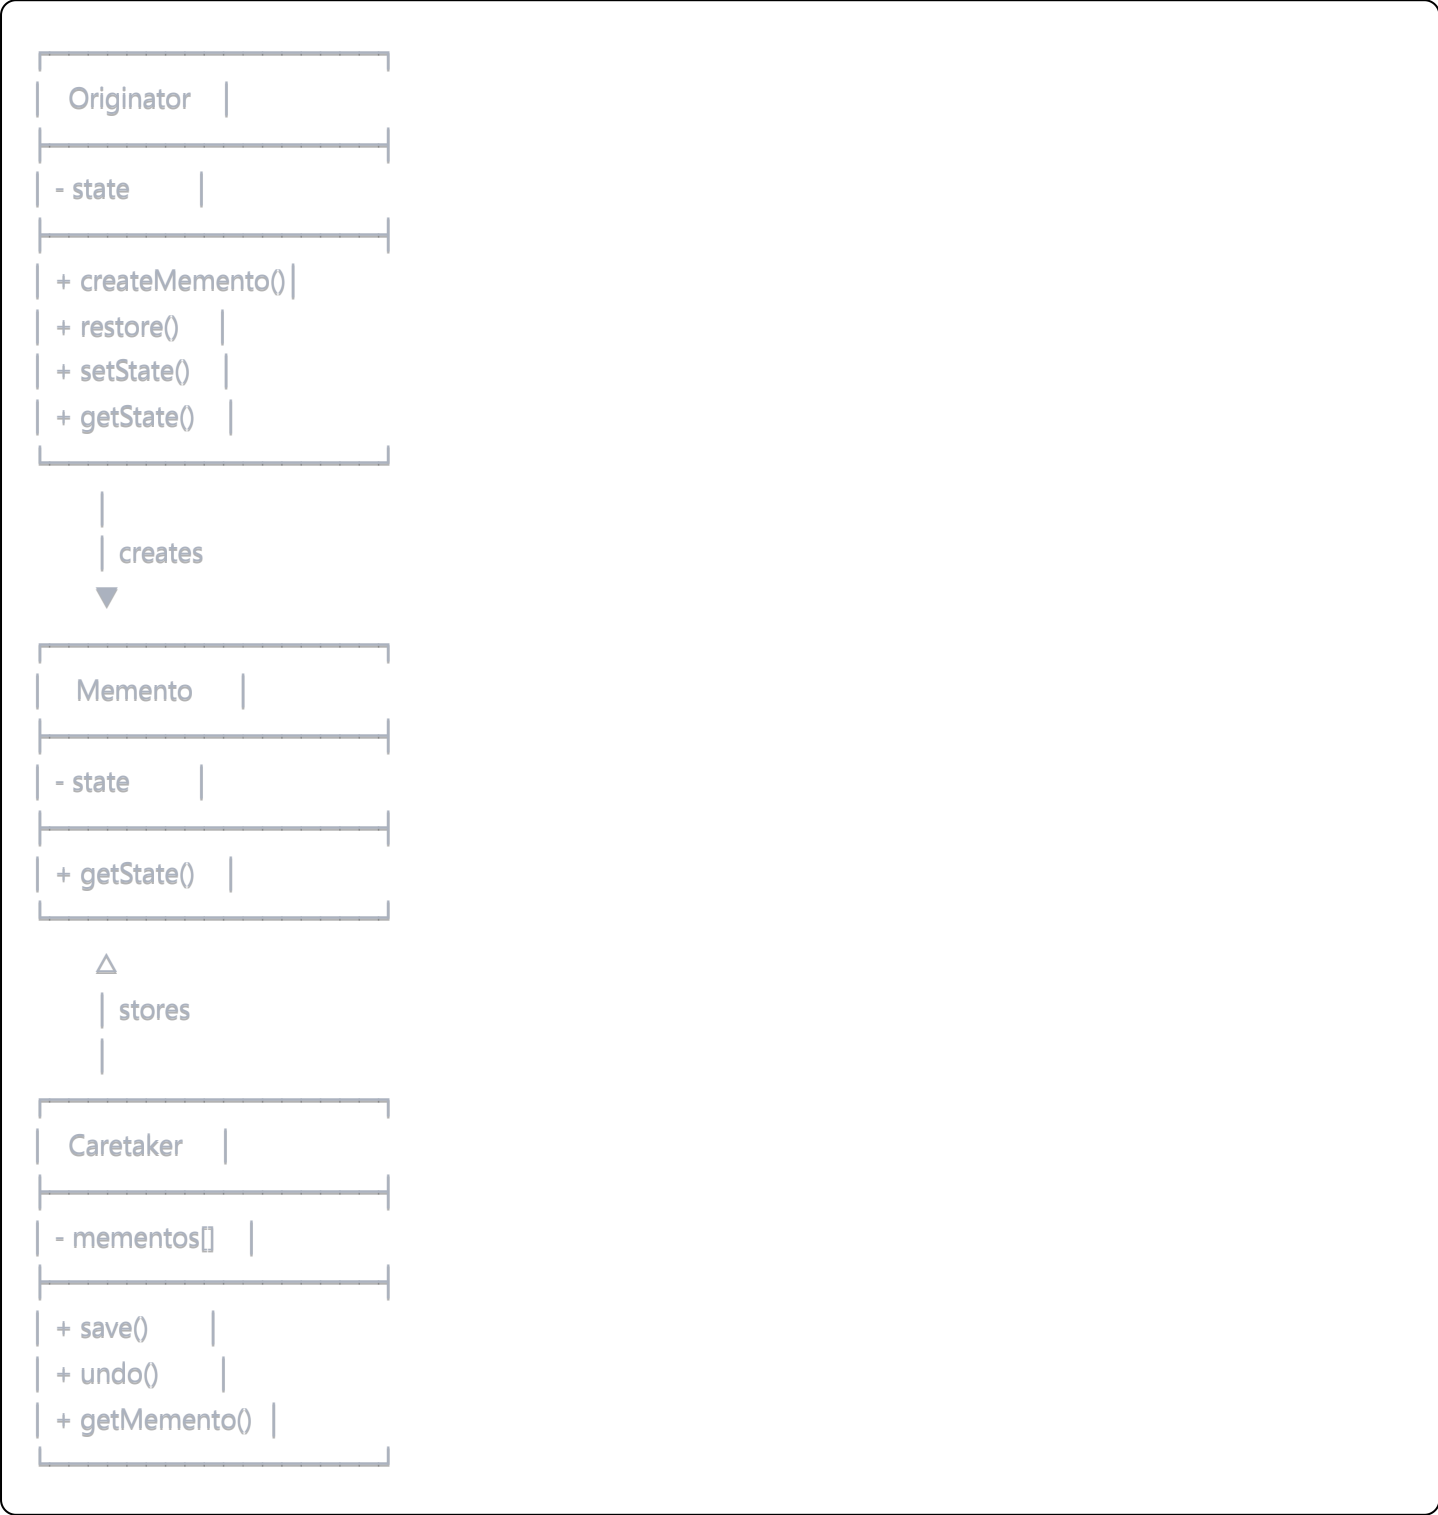 Originator
- state
+ createMemento()
+ restore()
+ setState()
+ getState()
creates
Memento
- state
+ getState()
stores
Caretaker
- mementos[]
+ save()
+ undo()
+ getMemento()